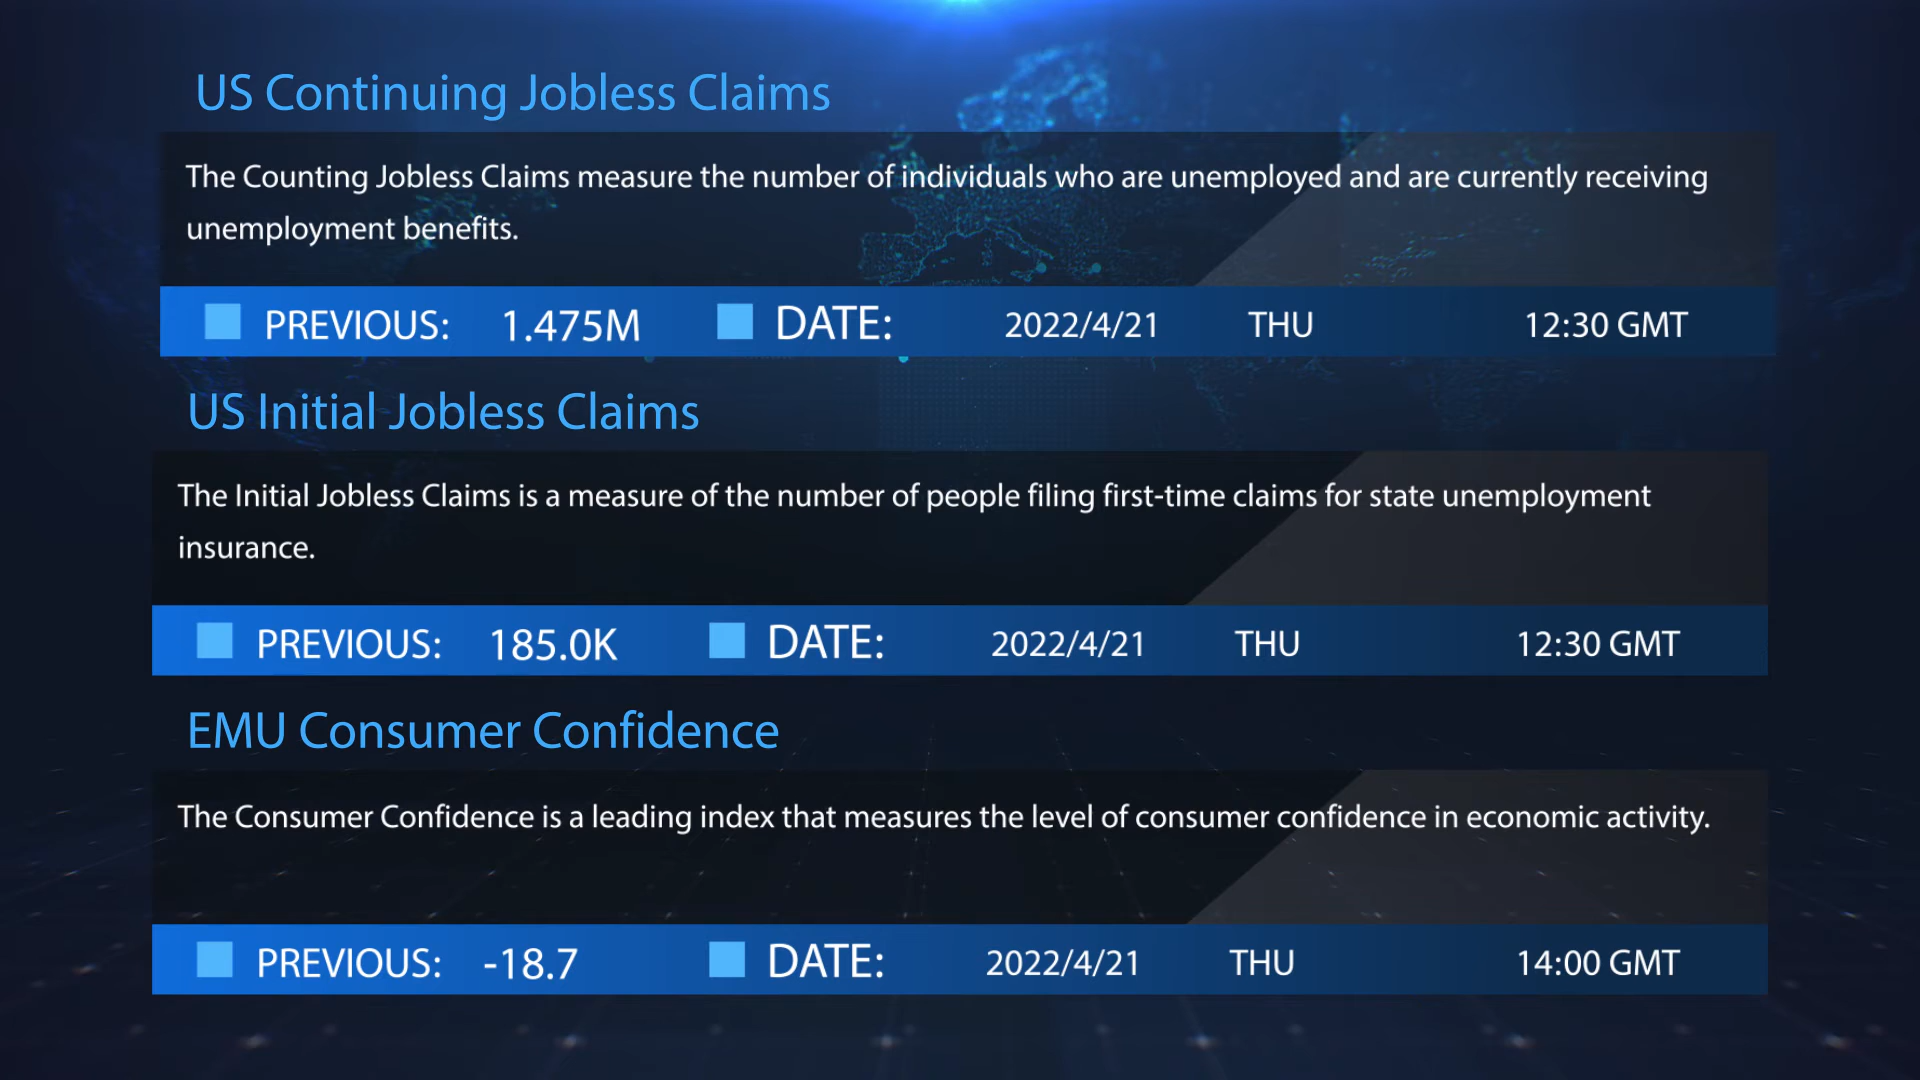 US Continuing Jobless Claims
The Counting Jobless Claims measure the number of individuals who are unemployed and are currently receiving
unemployment benefits.
PREVIOUS: 1.475M DATE: 2022/4/21 THU 12:30 GMT
US Initial Jobless Claims
The Initial Jobless Claims is a measure of the number of people filing first-time claims for state unemployment
insurance.
PREVIOUS: 185.0K DATE: 2022/4/21 THU 12:30 GMT
EMU Consumer Confidence
The Consumer Confidence is a leading index that measures the level of consumer confidence in economic activity.
PREVIOUS: -18.7 DATE: 2022/4/21 THU 14:00 GMT